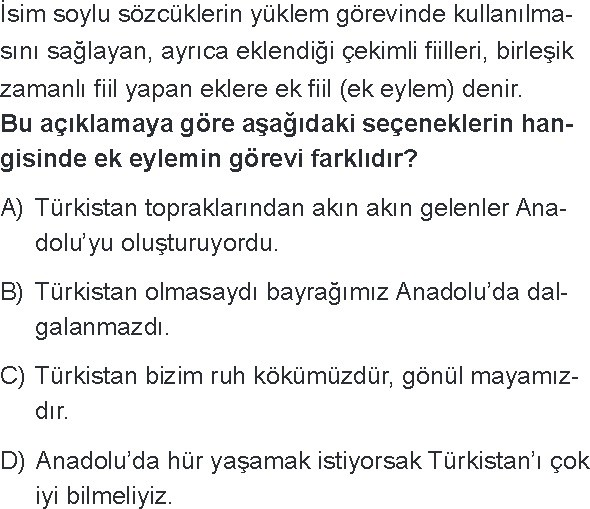 İsim soylu sözcüklerin yüklem görevinde kullanılma-
sını sağlayan, ayrıca eklendiği çekimli fiilleri, birleşik
zamanlı fiil yapan eklere ek fiil (ek eylem) denir.
Bu açıklamaya göre aşağıdaki seçeneklerin han-
gisinde ek eylemin görevi farklıdır?
A) Türkistan topraklarından akın akın gelenler Ana-
dolu’yu oluşturuyordu.
B) Türkistan olmasaydı bayrağımız Anadolu’da dal-
galanmazdı.
C) Türkistan bizim ruh kökümüzdür, gönül mayamız-
dır.
D) Anadolu’da hür yaşamak istiyorsak Türkistan’ı çok
iyi bilmeliyiz.